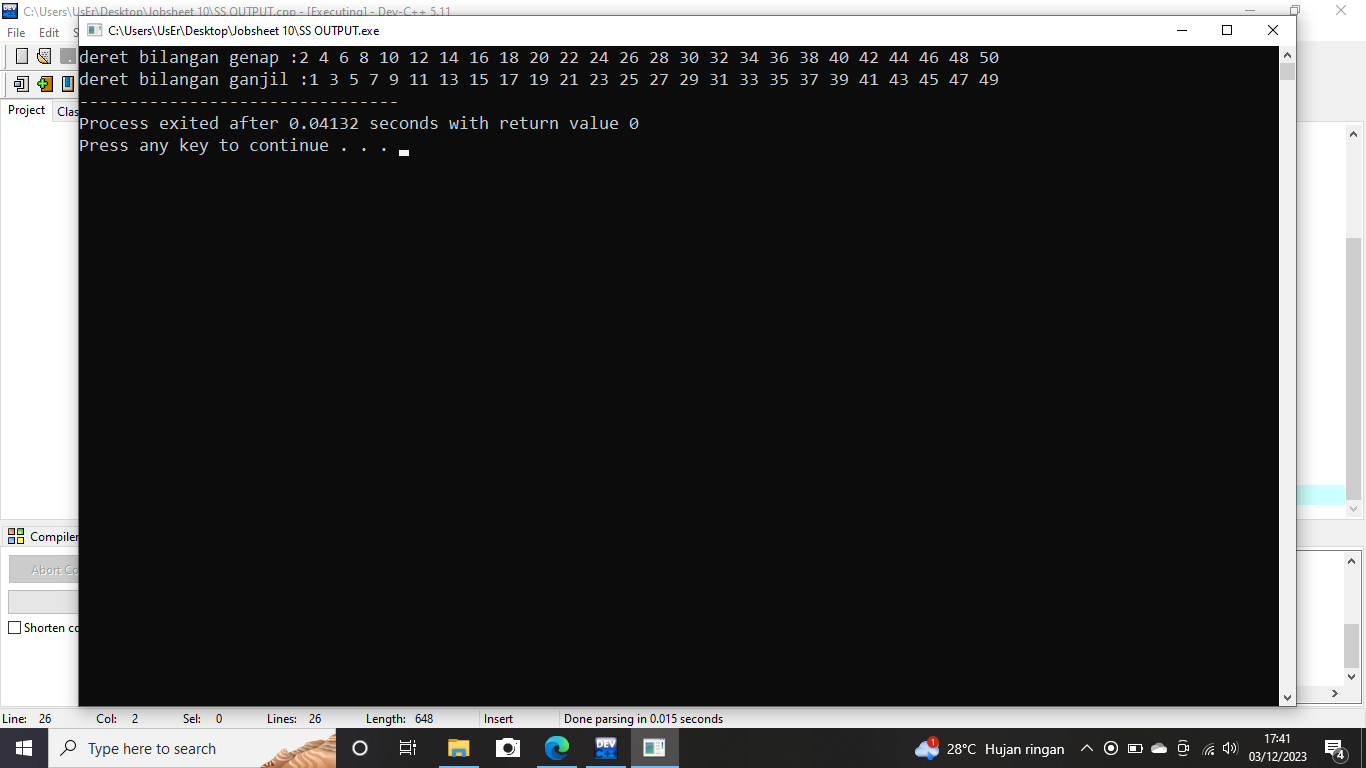 C:\Users\UsEr\Desktop\Jobsheet 10\SS OUTPUT.cpp - [Executing] - Dev-C++ 5.11
C:\Users\UsEr\Desktop\Jobsheet 10\SS OUTPUT.exe
File Edit S
Project Clas
deret bilangan genap :2 4 6 8 10 12 14 16 18 20 22 24 26 28 30 32 34 36 38 40 42 44 46 48 50
deret bilangan ganjil :1 3 5 7 9 11 13 15 17 19 21 23 25 27 29 31 33 35 37 39 41 43 45 47 49
--------------------------------
Process exited after 0.04132 seconds with return value 0
Press any key to continue . . .
Compiler
Abort Co
Shorten co
Line: 26 Col: 2 Sel: 0 Lines: 26 Length: 648 Insert Done parsing in 0.015 seconds
Type here to search
DEV
1
28°C Hujan ringan
17:41
03/12/2023
4